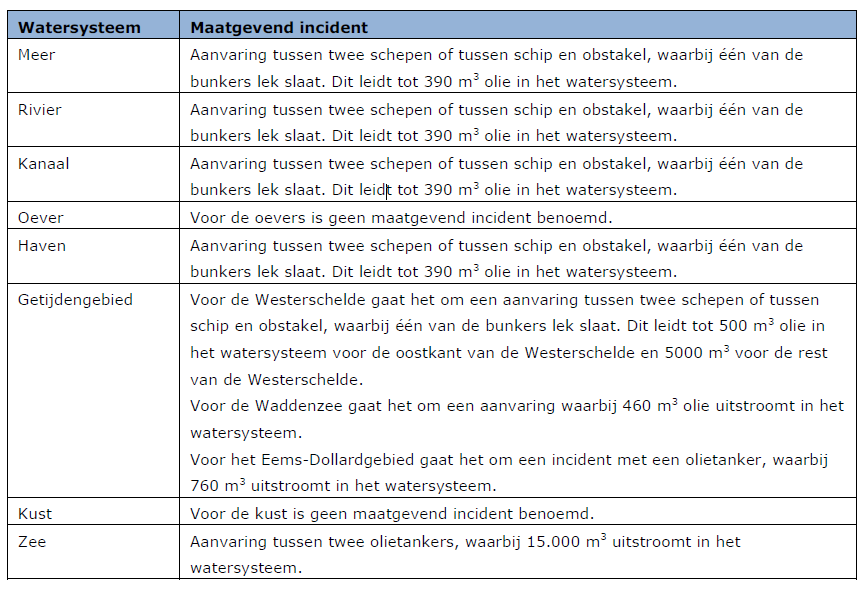 Watersysteem Maatgevend incident
Meer Aanvaring tussen twee schepen of tussen schip en obstakel, waarbij één van de
bunkers lek slaat. Dit leidt tot 390 m³ olie in het watersysteem.
Rivier Aanvaring tussen twee schepen of tussen schip en obstakel, waarbij één van de
bunkers lek slaat. Dit leidt tot 390 m³ olie in het watersysteem.
Kanaal Aanvaring tussen twee schepen of tussen schip en obstakel, waarbij één van de
bunkers lek slaat. Dit leidt tot 390 m³ olie in het watersysteem.
Oever Voor de oevers is geen maatgevend incident benoemd.
Haven Aanvaring tussen twee schepen of tussen schip en obstakel, waarbij één van de
bunkers lek slaat. Dit leidt tot 390 m³ olie in het watersysteem.
Getijdengebied Voor de Westerschelde gaat het om een aanvaring tussen twee schepen of tussen
schip en obstakel, waarbij één van de bunkers lek slaat. Dit leidt tot 500 m³ olie in
het watersysteem voor de oostkant van de Westerschelde en 5000 m³ voor de rest
van de Westerschelde.
Voor de Waddenzee gaat het om een aanvaring waarbij 460 m³ olie uitstroomt in het
watersysteem.
Voor het Eems-Dollardgebied gaat het om een incident met een olietanker, waarbij
760 m³ uitstroomt in het watersysteem.
Kust Voor de kust is geen maatgevend incident benoemd.
Zee Aanvaring tussen twee olietankers, waarbij 15.000 m³ uitstroomt in het
watersysteem.